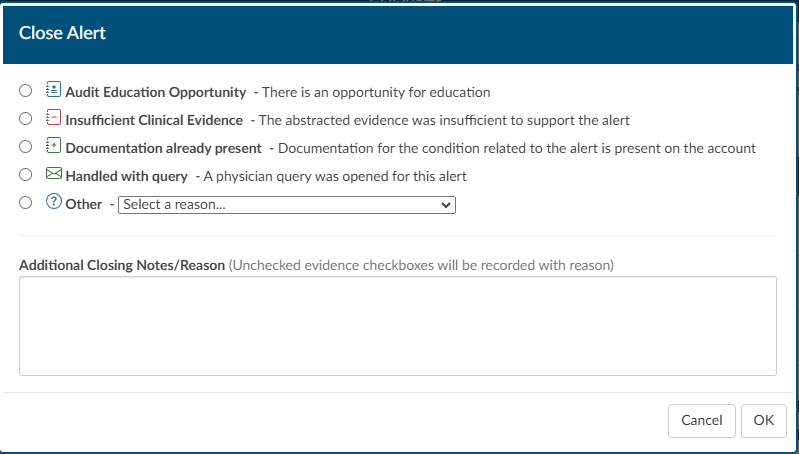 Close Alert
Audit Education Opportunity - There is an opportunity for education
Insufficient Clinical Evidence - The abstracted evidence was insufficient to support the alert
Documentation already present - Documentation for the condition related to the alert is present on the account
Handled with query - A physician query was opened for this alert
Other - Select a reason...
Additional Closing Notes/Reason (Unchecked evidence checkboxes will be recorded with reason)
Cancel OK